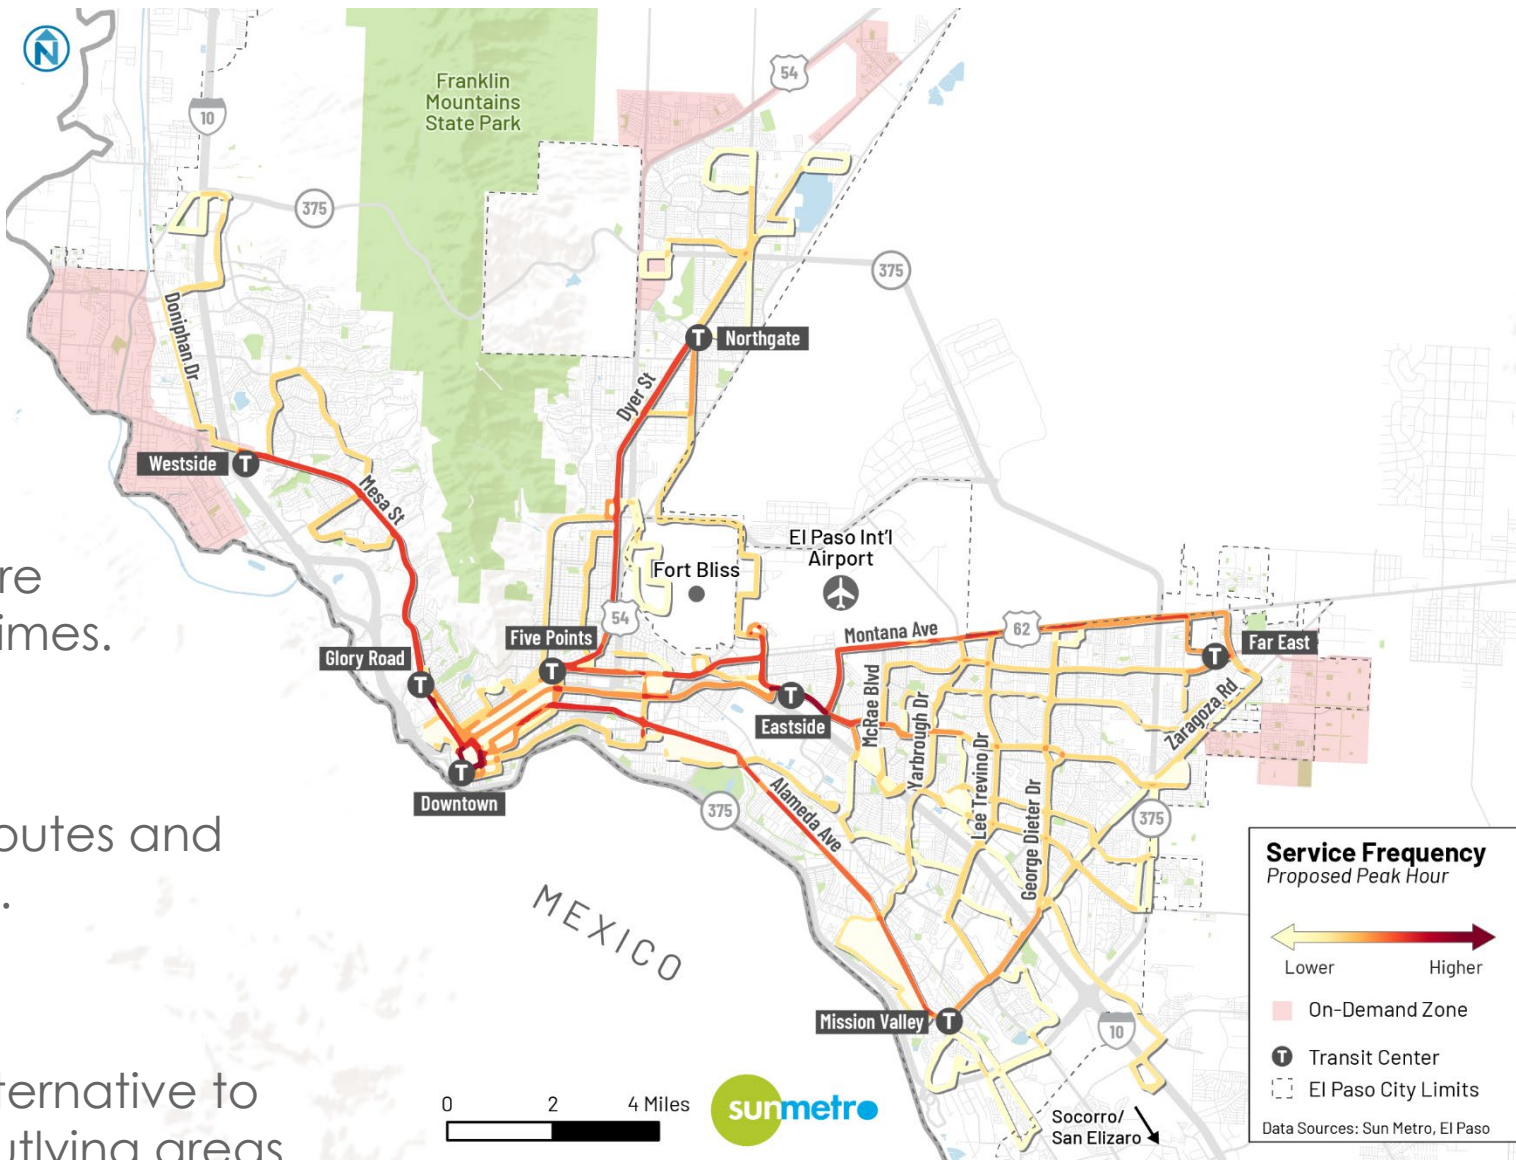 N
54
Franklin
Mountains
State Park
10
375
375
Doniphan Dr
T
Northgate
Dyer St
Westside
T
Mesa St
re
imes.
El Paso Int'l
Airport
Fort Bliss
54
Five Points
T
Montana Ave
62
Far East
T
Glory Road
T
McRae Blvd
Yarbrough Dr
Zaragoza Rd
T
Eastside
Lee Trevino Dr
George Dieter Dr
T
Downtown
Alameda Ave
375
375
outes and
.
MEXICO
Service Frequency
Proposed Peak Hour
Lower
Higher
On-Demand Zone
T
Transit Center
El Paso City Limits
Data Sources: Sun Metro, El Paso
Mission Valley
T
10
ternative to
utlying areas
0 2 4 Miles
sunmetro
Socorro/
San Elizaro